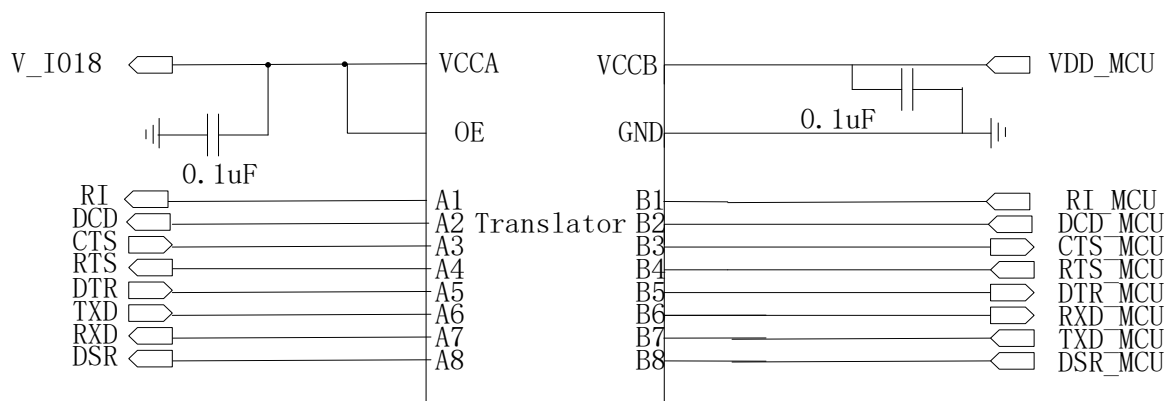 V_IO18 VCCA VCCB VDD_MCU
OE GND 0.1uF
0.1uF
RI A1 B1 RI_MCU
DCD A2 Translator B2 DCD_MCU
CTS A3 B3 CTS_MCU
RTS A4 B4 RTS_MCU
DTR A5 B5 DTR_MCU
TXD A6 B6 RXD_MCU
RXD A7 B7 TXD_MCU
DSR A8 B8 DSR_MCU